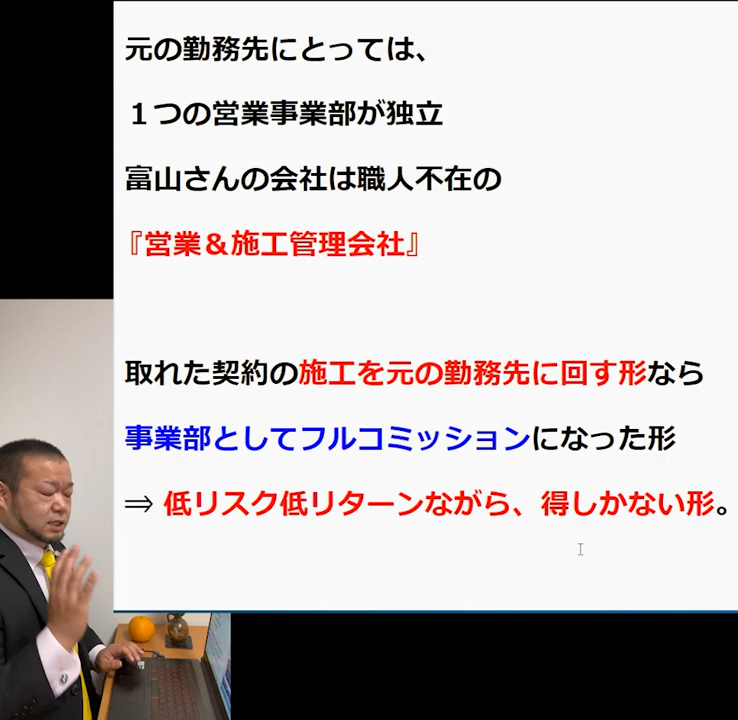 元の勤務先にとっては、
１つの営業事業部が独立
富山さんの会社は職人不在の
『営業＆施工管理会社』
取れた契約の施工を元の勤務先に回す形なら
事業部としてフルコミッションになった形
⇒ 低リスク低リターンながら、得しかない形。